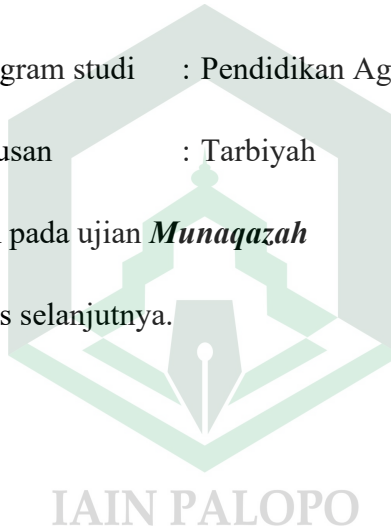 gram studi : Pendidikan Ag
usan : Tarbiyah
pada ujian Munaqazah
s selanjutnya.
IAIN PALOPO